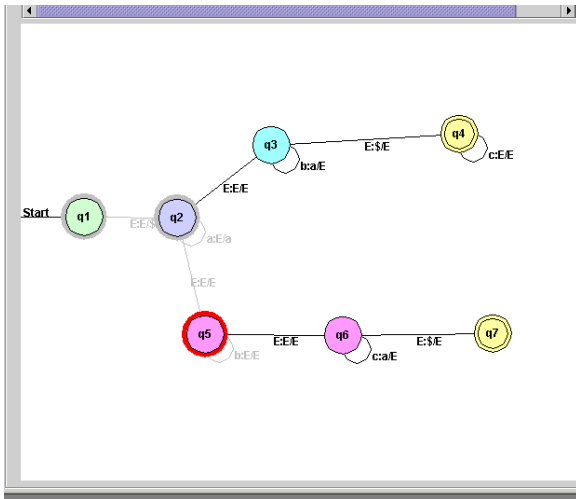 q4
q3
E:$/E
c:E/E
b:a/E
E:E/E
Start
q1
q2
E:E/$
a:E/a
E:E/E
q5
q6
q7
E:E/E
E:$/E
b:E/E
c:a/E